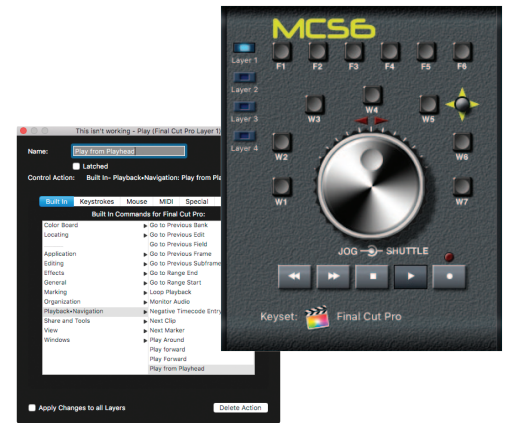 MCS6
Layer 1
F1 F2 F3 F4 F5 F6
Layer 2
Layer 3
Layer 4
W4
W3 W5
W2 W6
W1 W7
JOG SHUTTLE
Keyset: Final Cut Pro
This isn't working - Play (Final Cut Pro Layer 1)
Name: Play from Playhead
Latched
Control Action: Built In- Playback•Navigation: Play from Pla
Built In Keystrokes Mouse MIDI Special
Built In Commands for Final Cut Pro:
Color Board Go to Previous Bank
Locating Go to Previous Edit
Go to Previous Field
Application Go to Previous Frame
Editing Go to Previous Subframe
Effects Go to Range End
General Go to Range Start
Marking Loop Playback
Organization Monitor Audio
Playback•Navigation Negative Timecode Entry
Share and Tools Next Clip
View Next Marker
Windows Play Around
Play forward
Play Forward
Play from Playhead
Apply Changes to all Layers Delete Action